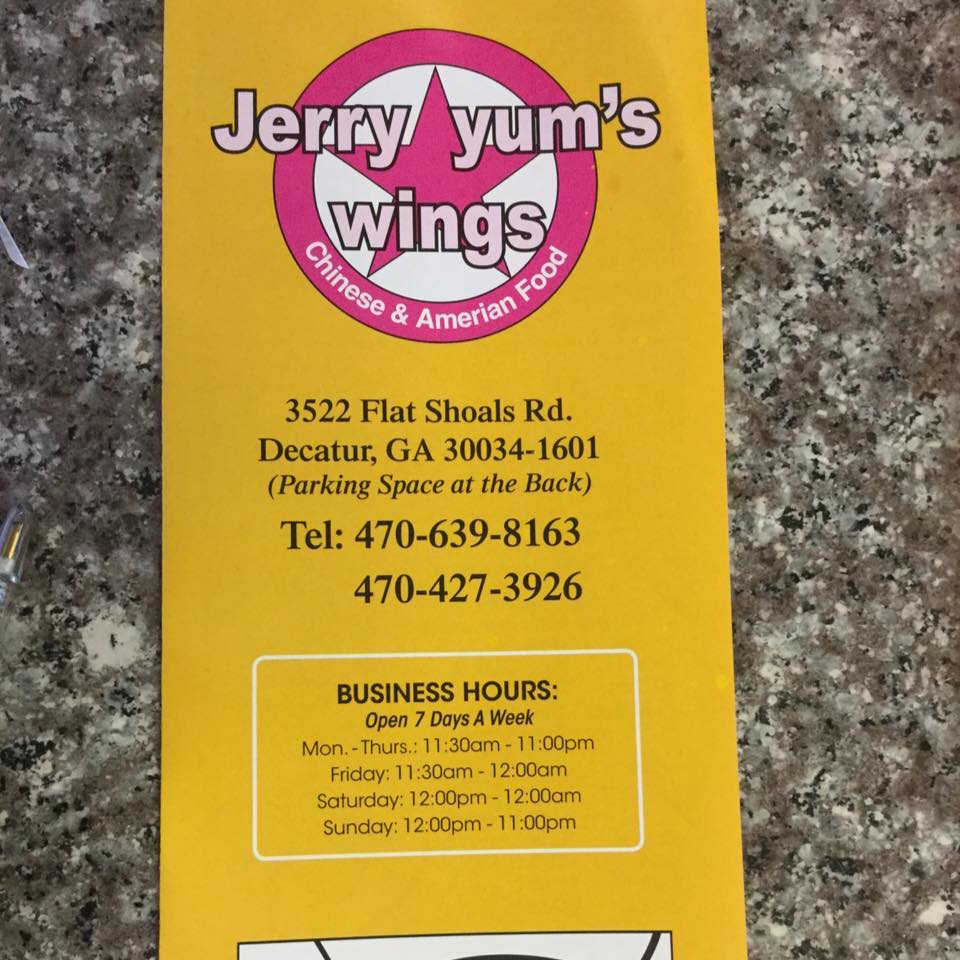 Jerry yum's
wings
Chinese & Amerian Food
3522 Flat Shoals Rd.
Decatur, GA 30034-1601
(Parking Space at the Back)
Tel: 470-639-8163
470-427-3926
BUSINESS HOURS:
Open 7 Days A Week
Mon. - Thurs.: 11:30am - 11:00pm
Friday: 11:30am - 12:00am
Saturday: 12:00pm - 12:00am
Sunday: 12:00pm - 11:00pm